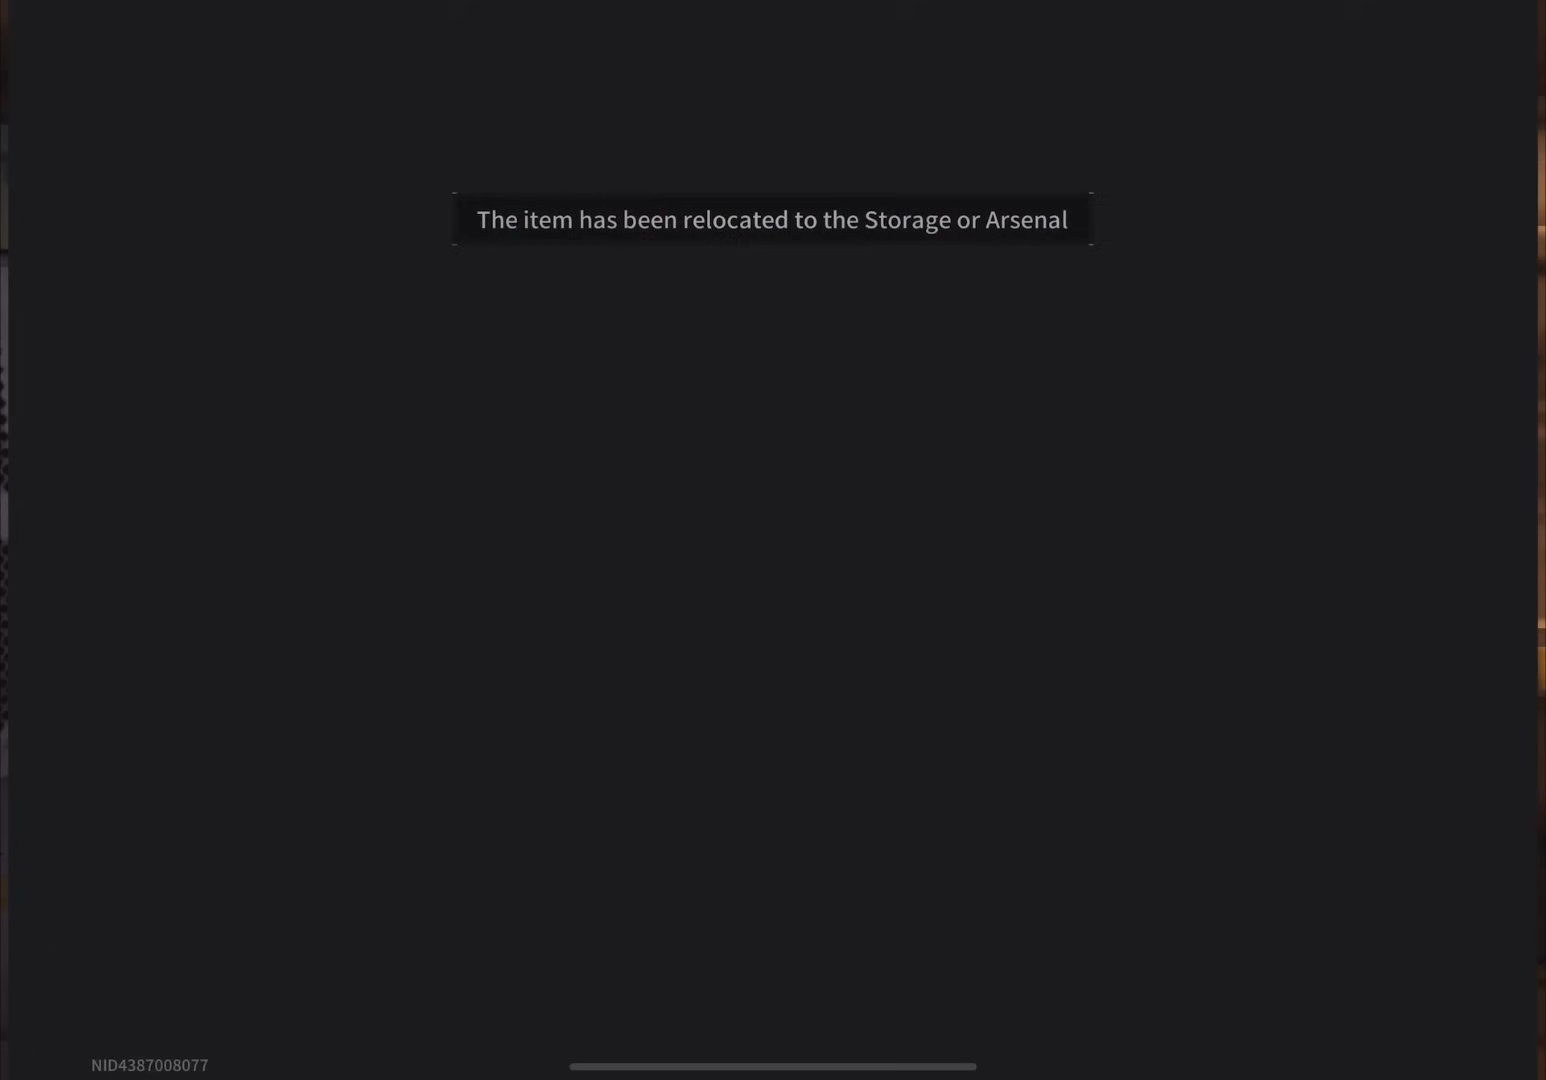 The item has been relocated to the Storage or Arsenal
NID4387008077